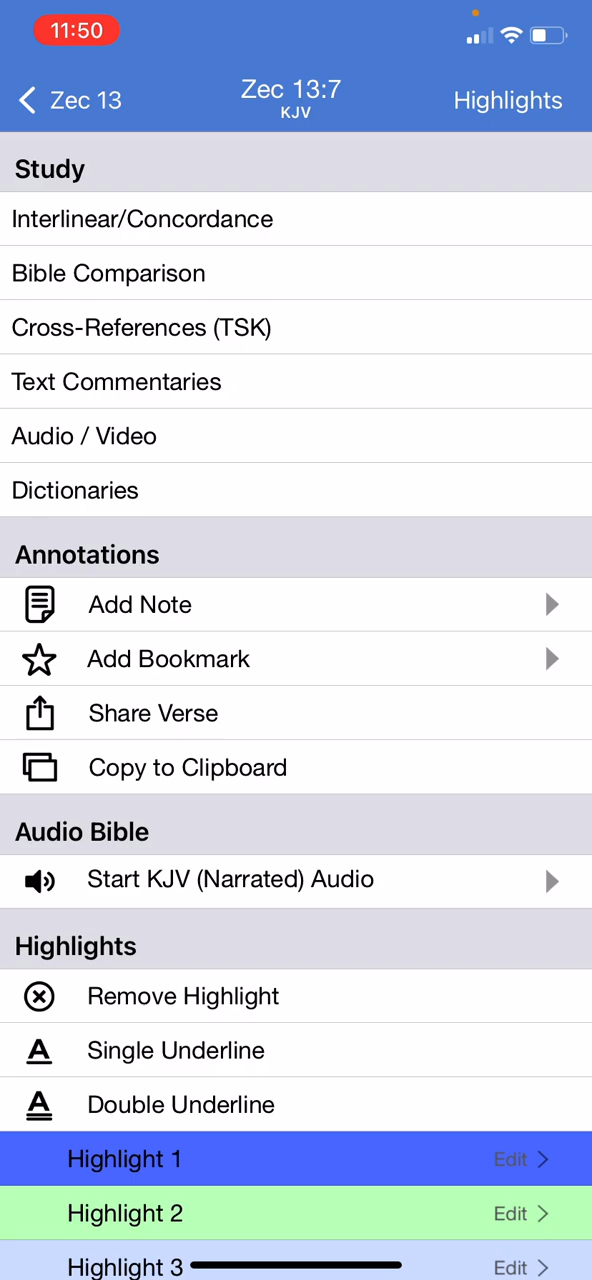 11:50
Zec 13
Zec 13:7
KJV
Highlights
Study
Interlinear/Concordance
Bible Comparison
Cross-References (TSK)
Text Commentaries
Audio / Video
Dictionaries
Annotations
Add Note
Add Bookmark
Share Verse
Copy to Clipboard
Audio Bible
Start KJV (Narrated) Audio
Highlights
Remove Highlight
A Single Underline
A Double Underline
Highlight 1 Edit
Highlight 2 Edit
Highlight 3 Edit